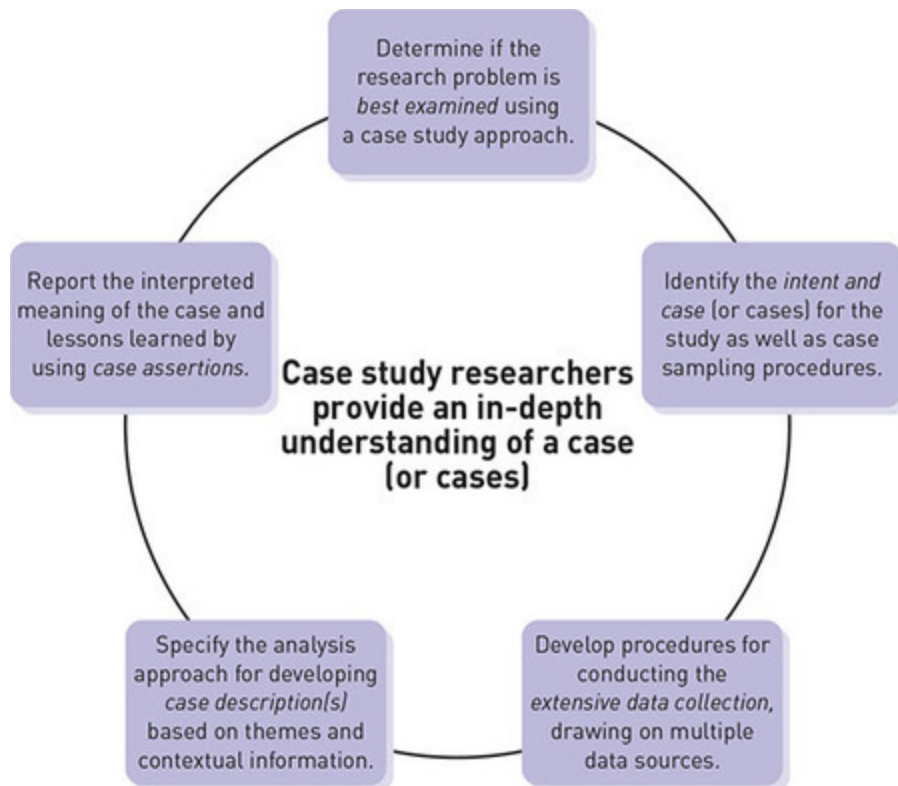 Determine if the
research problem is
best examined using
a case study approach.
Identify the intent and
case (or cases) for the
study as well as case
sampling procedures.
Develop procedures for
conducting the
extensive data collection,
drawing on multiple
data sources.
Specify the analysis
approach for developing
case description(s)
based on themes and
contextual information.
Report the interpreted
meaning of the case and
lessons learned by
using case assertions.
Case study researchers
provide an in-depth
understanding of a case
(or cases)